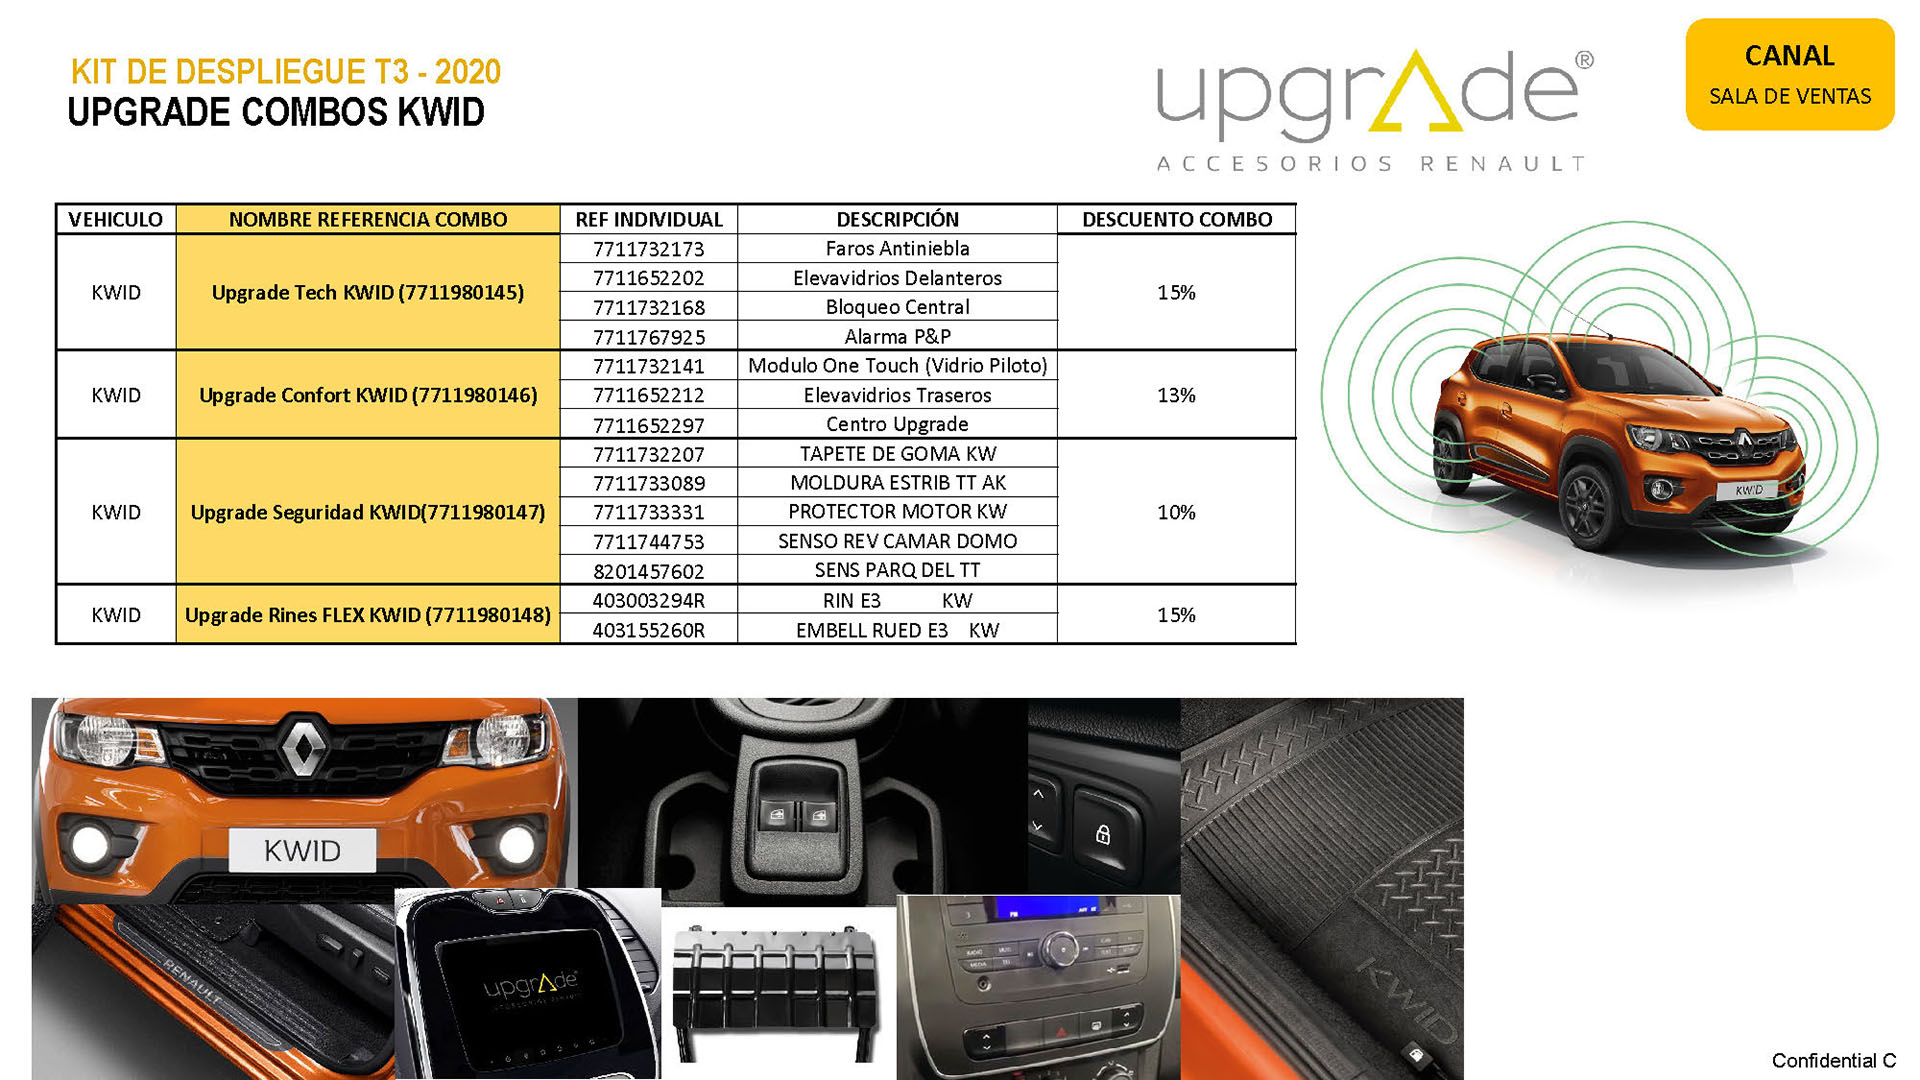 KIT DE DESPLIEGUE T3 - 2020
UPGRADE COMBOS KWID
upgrade®
ACCESORIOS RENAULT
CANAL
SALA DE VENTAS
VEHICULO NOMBRE REFERENCIA COMBO REF INDIVIDUAL DESCRIPCIÓN DESCUENTO COMBO
KWID Upgrade Tech KWID (7711980145) 15%
7711732173 Faros Antiniebla
7711652202 Elevavidrios Delanteros
7711732168 Bloqueo Central
7711767925 Alarma P&P
KWID Upgrade Confort KWID (7711980146) 13%
7711732141 Modulo One Touch (Vidrio Piloto)
7711652212 Elevavidrios Traseros
7711652297 Centro Upgrade
KWID Upgrade Seguridad KWID(7711980147) 10%
7711732207 TAPETE DE GOMA KW
7711733089 MOLDURA ESTRIB TT AK
7711733331 PROTECTOR MOTOR KW
7711744753 SENSO REV CAMAR DOMO
8201457602 SENS PARQ DEL TT
KWID Upgrade Rines FLEX KWID (7711980148) 15%
403003294R RIN E3 KW
403155260R EMBELL RUED E3 KW
KWID
KWID
RENAULT
upgrade
KWID
Confidential C